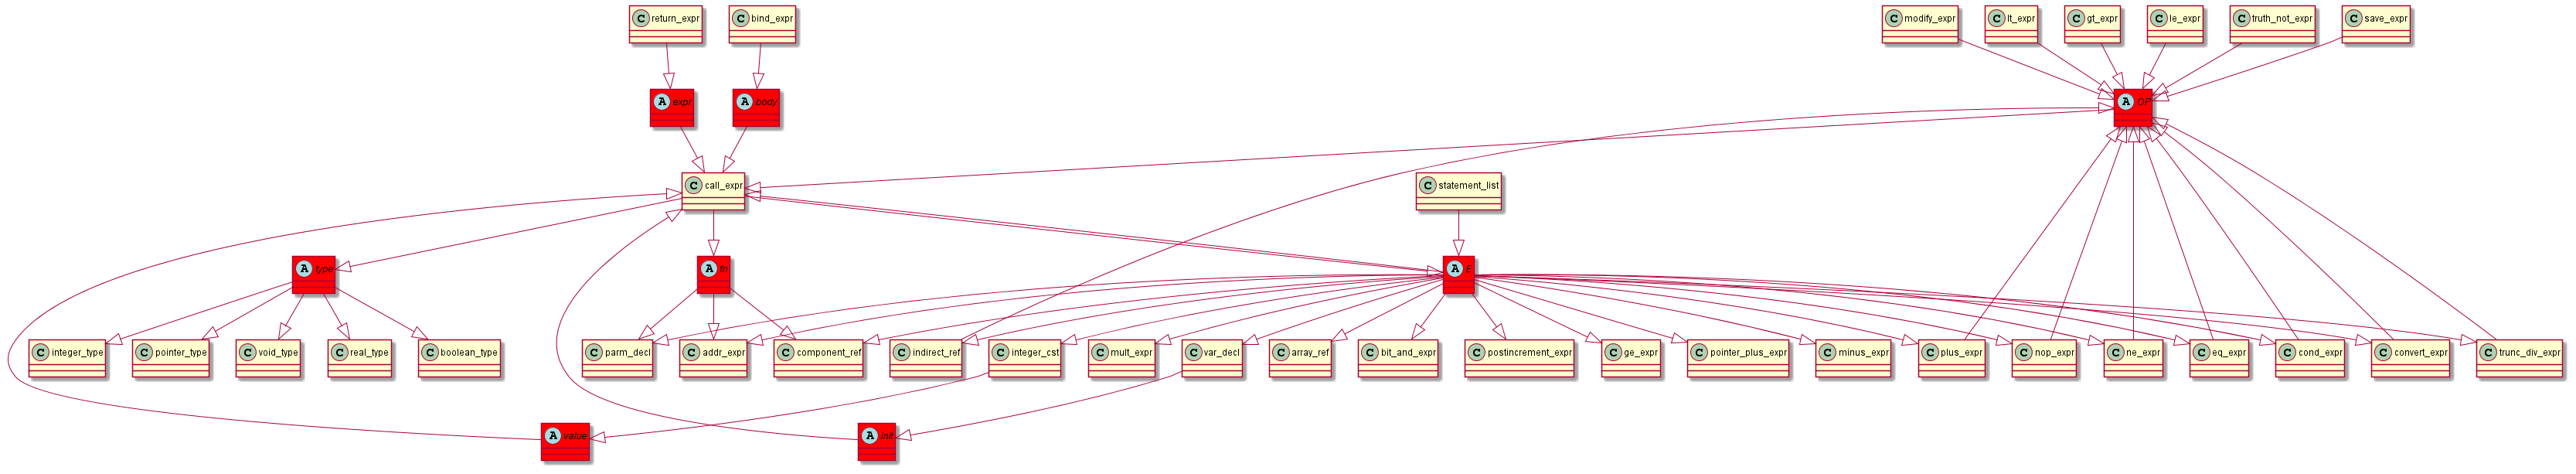 C return_expr
C bind_expr
C modify_expr
C lt_expr
C gt_expr
C le_expr
C truth_not_expr
C save_expr
A expr
A body
A OP
C call_expr
C statement_list
A type
A fn
A E
C integer_type
C pointer_type
C void_type
C real_type
C boolean_type
C parm_decl
C addr_expr
C component_ref
C indirect_ref
C integer_cst
C mult_expr
C var_decl
C array_ref
C bit_and_expr
C postincrement_expr
C ge_expr
C pointer_plus_expr
C minus_expr
C plus_expr
C nop_expr
C ne_expr
C eq_expr
C cond_expr
C convert_expr
C trunc_div_expr
A value
A init